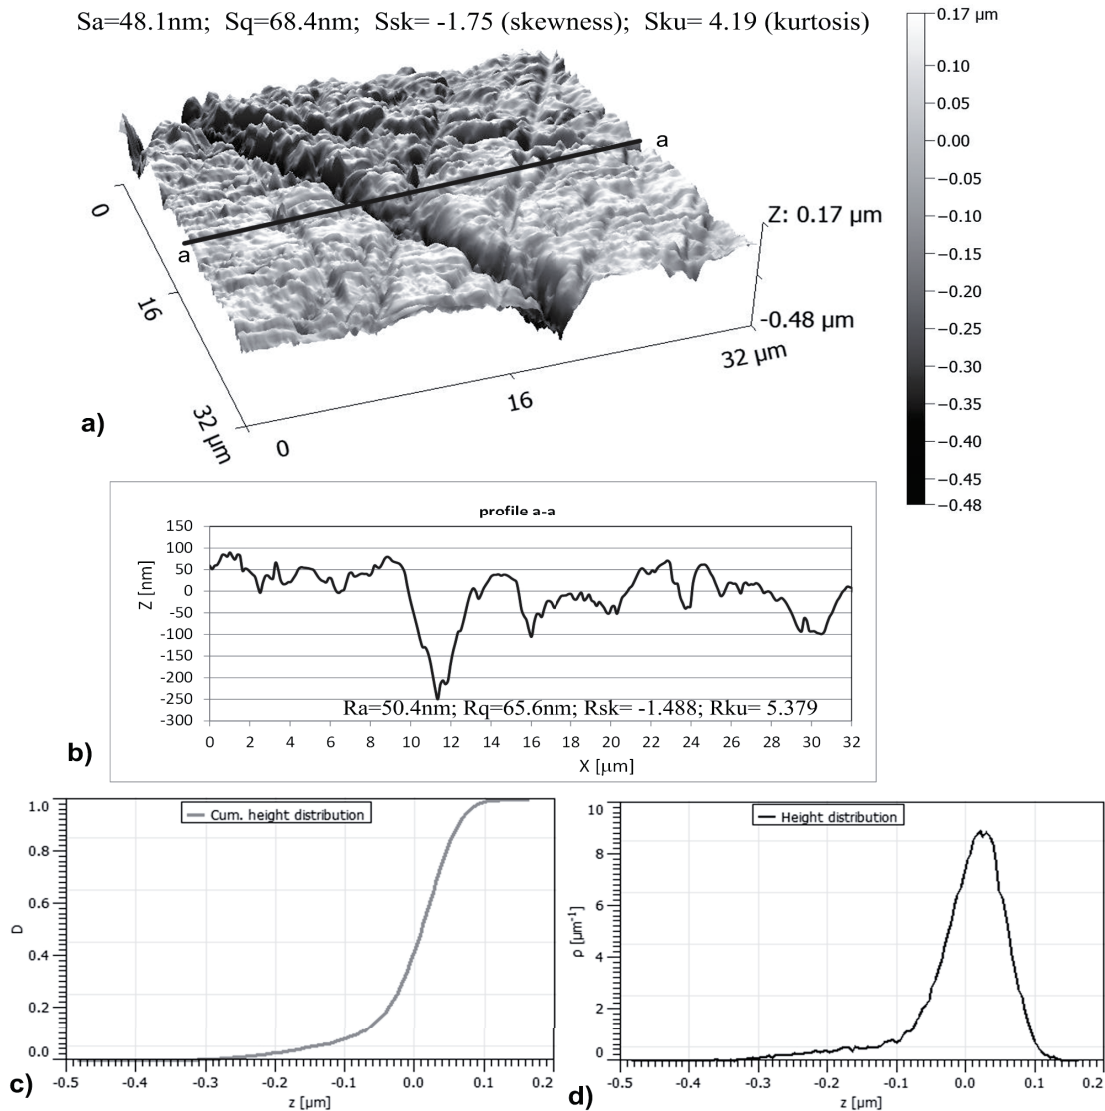 Sa=48.1nm; Sq=68.4nm; Ssk= -1.75 (skewness); Sku= 4.19 (kurtosis)
0.17 µm
0.10
0.05
0.00
−0.05
−0.10
−0.15
−0.20
−0.25
−0.30
−0.35
−0.40
−0.45
−0.48
a
a
0
16
32 µm
Z: 0.17 µm
-0.48 µm
32 µm
16
0
a)
profile a-a
150
100
50
0
-50
-100
-150
-200
-250
-300
Z [nm]
Ra=50.4nm; Rq=65.6nm; Rsk= -1.488; Rku= 5.379
0 2 4 6 8 10 12 14 16 18 20 22 24 26 28 30 32
X [µm]
b)
Cum. height distribution
1.0
0.8
0.6
0.4
0.2
0.0
D
-0.5 -0.4 -0.3 -0.2 -0.1 0.0 0.1 0.2
z [µm]
c)
Height distribution
10
8
6
4
2
0
ρ [µm⁻¹]
-0.5 -0.4 -0.3 -0.2 -0.1 0.0 0.1 0.2
z [µm]
d)